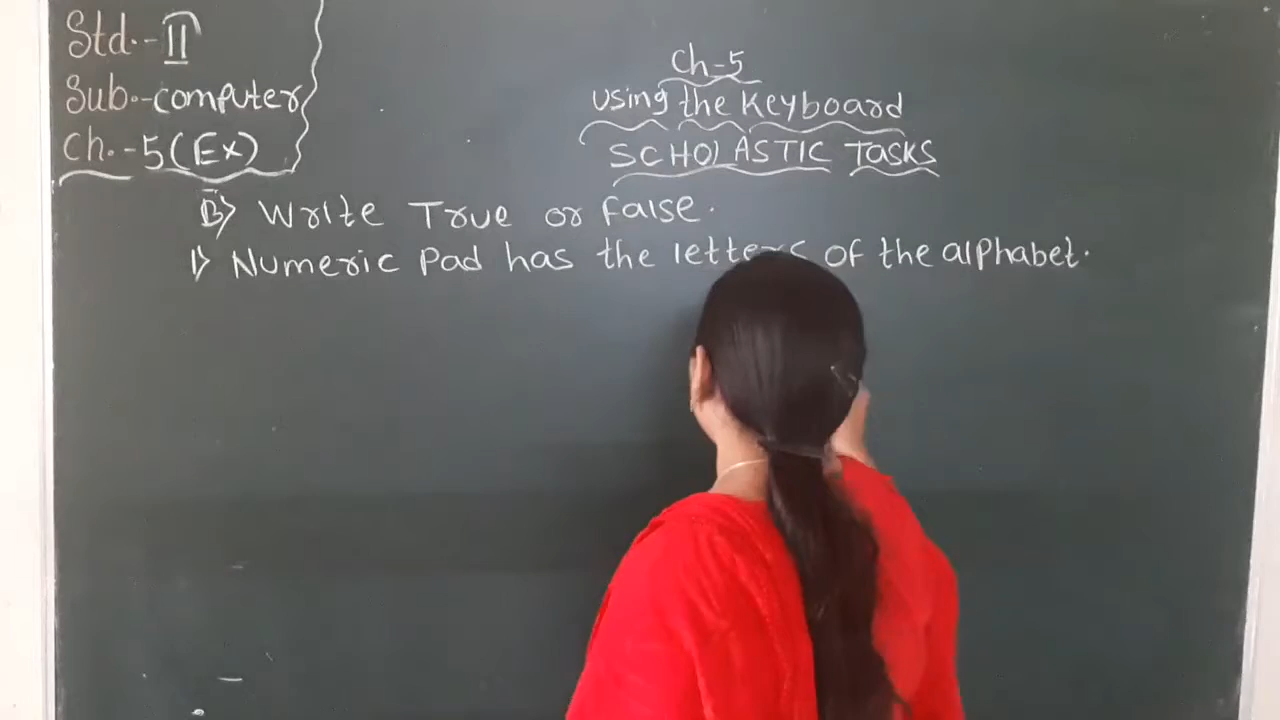 Std.-II
Sub.-computer
Ch.-5(Ex)
Ch-5
using the Keyboard
SCHOLASTIC TASKS
B) Write True or false.
1) Numeric Pad has the letters of the alphabet.